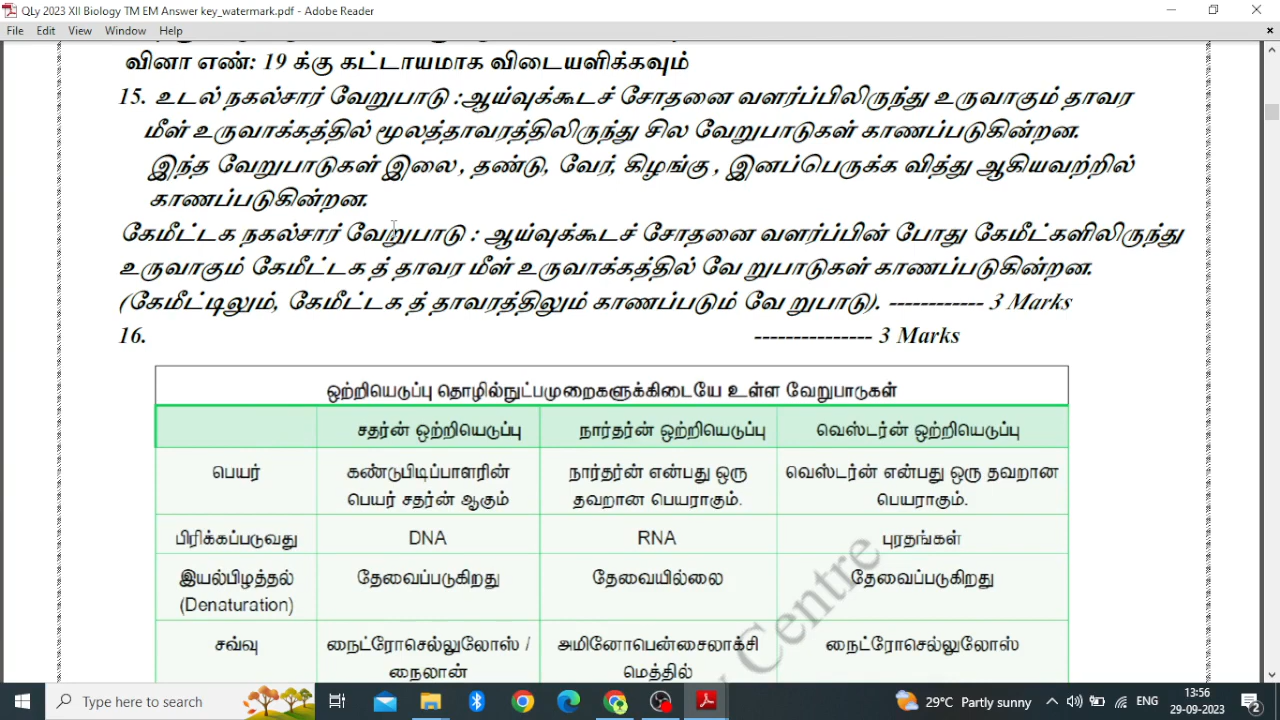 QLy 2023 XII Biology TM EM Answer key_watermark.pdf - Adobe Reader
File Edit View Window Help
வினா எண்: 19 க்கு கட்டாயமாக விடையளிக்கவும்
15. உடல் நகல்சார் வேறுபாடு :ஆய்வுக்கூடச் சோதனை வளர்ப்பிலிருந்து உருவாகும் தாவர
மீள் உருவாக்கத்தில் மூலத்தாவரத்திலிருந்து சில வேறுபாடுகள் காணப்படுகின்றன.
இந்த வேறுபாடுகள் இலை , தண்டு, வேர், கிழங்கு , இனப்பெருக்க வித்து ஆகியவற்றில்
காணப்படுகின்றன.
கேமீட்டக நகல்சார் வேறுபாடு : ஆய்வுக்கூடச் சோதனை வளர்ப்பின் போது கேமீட்களிலிருந்து
உருவாகும் கேமீட்டக த் தாவர மீள் உருவாக்கத்தில் வே றுபாடுகள் காணப்படுகின்றன.
(கேமீட்டிலும், கேமீட்டக த் தாவரத்திலும் காணப்படும் வே றுபாடு). ------------ 3 Marks
16. --------------- 3 Marks
ஒற்றியெடுப்பு தொழில்நுட்பமுறைகளுக்கிடையே உள்ள வேறுபாடுகள்
சதர்ன் ஒற்றியெடுப்பு நார்தர்ன் ஒற்றியெடுப்பு வெஸ்டர்ன் ஒற்றியெடுப்பு
பெயர் கண்டுபிடிப்பாளரின் நார்தர்ன் என்பது ஒரு வெஸ்டர்ன் என்பது ஒரு தவறான
பெயர் சதர்ன் ஆகும் தவறான பெயராகும். பெயராகும்.
பிரிக்கப்படுவது DNA RNA புரதங்கள்
இயல்பிழத்தல் தேவைப்படுகிறது தேவையில்லை தேவைப்படுகிறது
(Denaturation)
சவ்வு நைட்ரோசெல்லுலோஸ் / அமினோபென்சைலாக்சி நைட்ரோசெல்லுலோஸ்
நைலான் மெத்தில்
Centre
Type here to search
29°C Partly sunny
ENG
13:56
29-09-2023
2